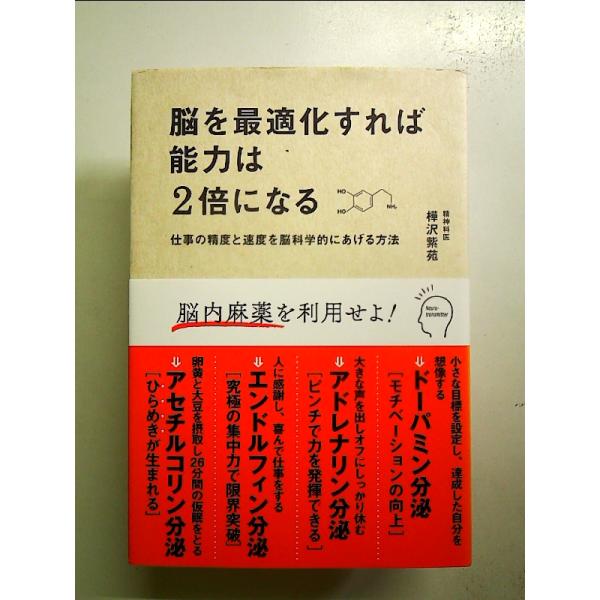 脳を最適化すれば
能力は
2倍になる
HO
HO
NH₂
仕事の精度と速度を脳科学的にあげる方法
精神科医
樺沢紫苑
脳内麻薬を利用せよ!
Neuro-
transmitter
小さな目標を設定し、達成した自分を
想像する
⇒ドーパミン分泌
[モチベーションの向上]
大きな声を出しオフにしっかり休む
⇒アドレナリン分泌
[ピンチで力を発揮できる]
人に感謝し、喜んで仕事をする
⇒エンドルフィン分泌
[究極の集中力で限界突破]
卵黄と大豆を摂取し26分間の仮眠をとる
⇒アセチルコリン分泌
[ひらめきが生まれる]